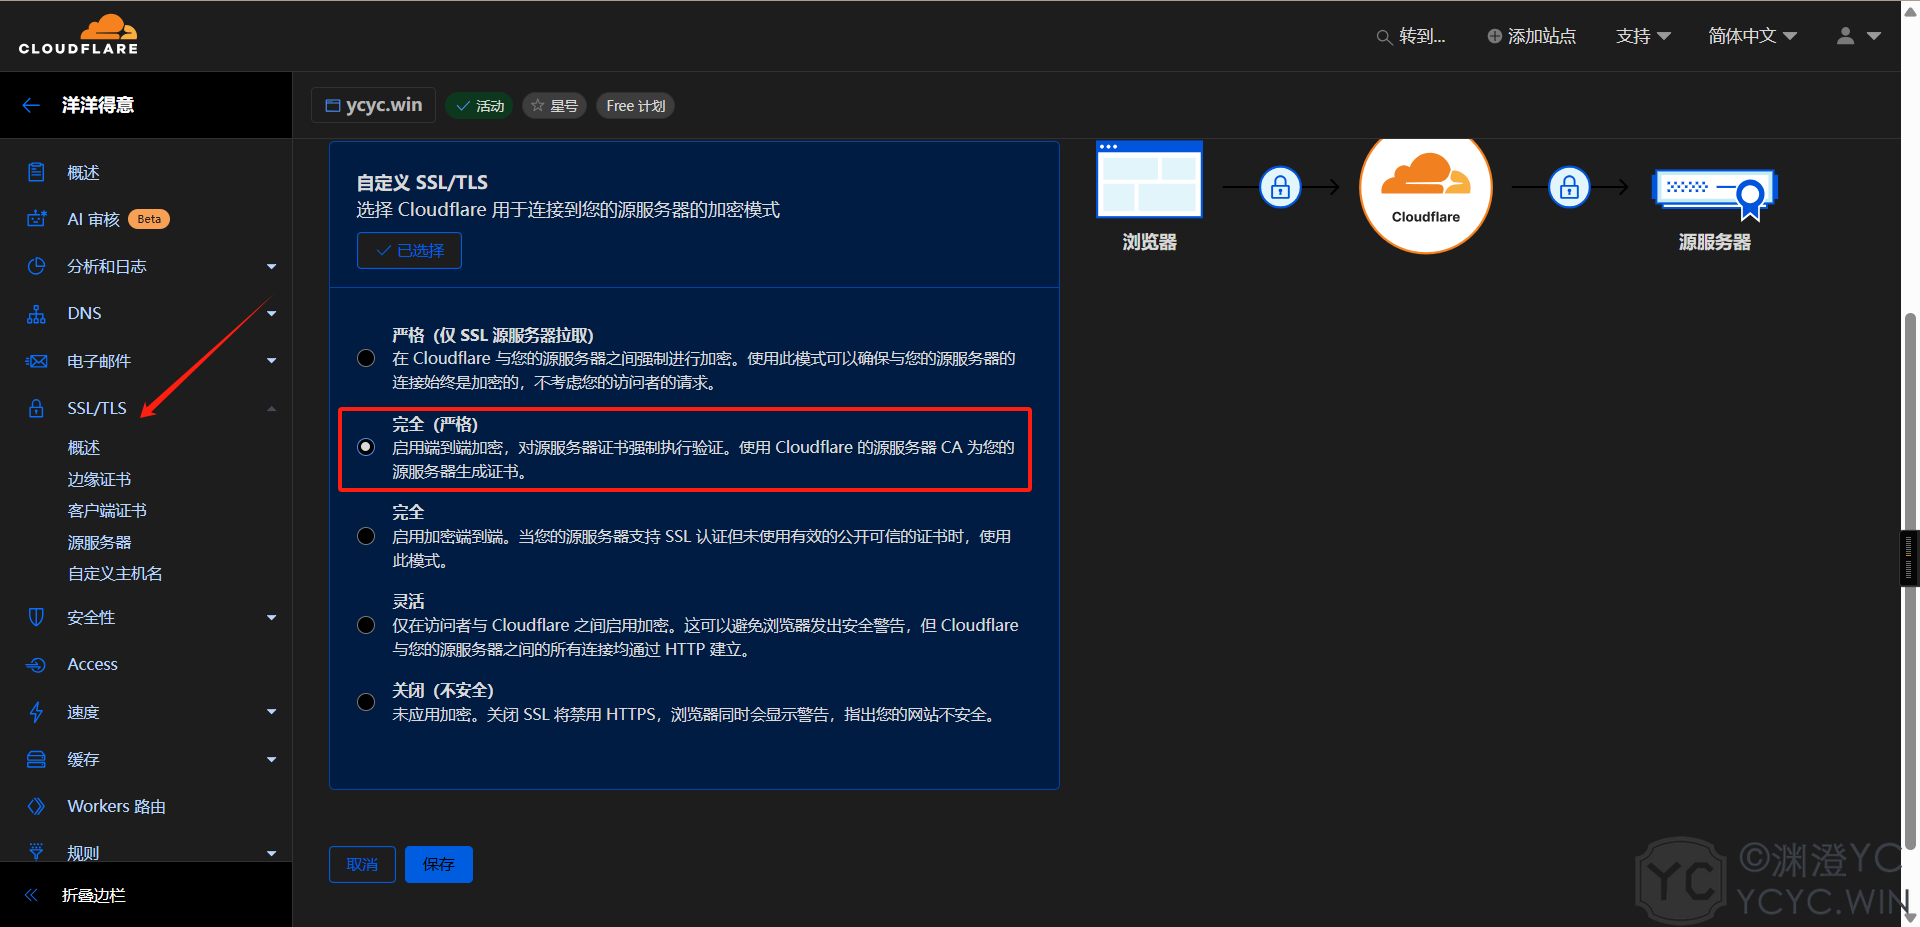 CLOUDFLARE
转到...
添加站点
支持
简体中文
洋洋得意
ycyc.win
活动
星号
Free 计划
概述
AI 审核 Beta
分析和日志
DNS
电子邮件
SSL/TLS
概述
边缘证书
客户端证书
源服务器
自定义主机名
安全性
Access
速度
缓存
Workers 路由
规则
折叠边栏
自定义 SSL/TLS
选择 Cloudflare 用于连接到您的源服务器的加密模式
已选择
严格（仅 SSL 源服务器拉取）
在 Cloudflare 与您的源服务器之间强制进行加密。使用此模式可以确保与您的源服务器的
连接始终是加密的，不考虑您的访问者的请求。
完全（严格）
启用端到端加密，对源服务器证书强制执行验证。使用 Cloudflare 的源服务器 CA 为您的
源服务器生成证书。
完全
启用加密端到端。当您的源服务器支持 SSL 认证但未使用有效的公开可信的证书时，使用
此模式。
灵活
仅在访问者与 Cloudflare 之间启用加密。这可以避免浏览器发出安全警告，但 Cloudflare
与您的源服务器之间的所有连接均通过 HTTP 建立。
关闭（不安全）
未应用加密。关闭 SSL 将禁用 HTTPS，浏览器同时会显示警告，指出您的网站不安全。
取消
保存
浏览器
Cloudflare
源服务器
YC
©渊澄YC
YCYC.WIN